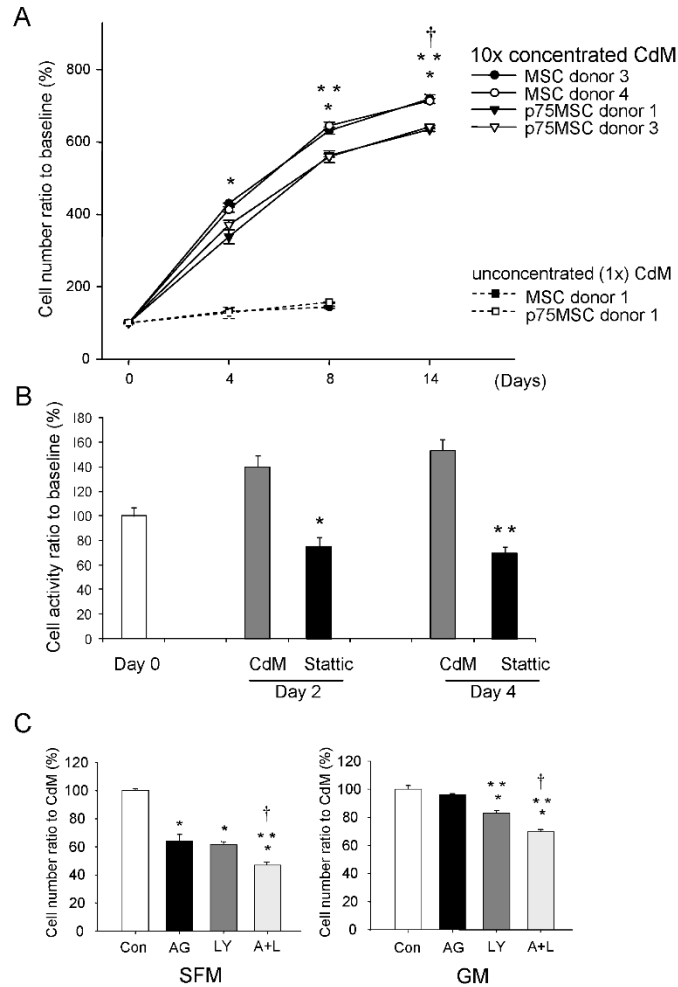 A
10x concentrated CdM
MSC donor 3
MSC donor 4
p75MSC donor 1
p75MSC donor 3
unconcentrated (1x) CdM
MSC donor 1
p75MSC donor 1
Cell number ratio to baseline (%)
800
600
400
200
0
*
* *
*
†
* *
*
0 4 8 14 (Days)
B
Cell activity ratio to baseline (%)
180
160
140
120
100
80
60
40
20
0
*
* *
Day 0 CdM Stattic CdM Stattic
Day 2 Day 4
C
Cell number ratio to CdM (%)
120
100
80
60
40
20
0
*
*
†
* *
*
Con AG LY A+L
SFM
Cell number ratio to CdM (%)
120
100
80
60
40
20
0
* *
*
†
* *
*
Con AG LY A+L
GM